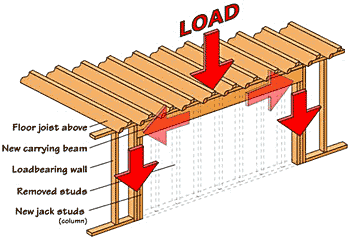 LOAD
Floor joist above
New carrying beam
Loadbearing wall
Removed studs
New jack studs
(column)